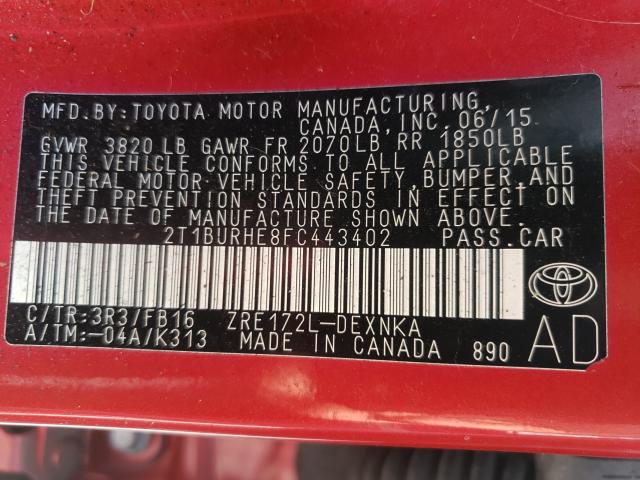 MFD.BY:TOYOTA MOTOR MANUFACTURING,
CANADA, INC. 06/15
GVWR 3820 LB GAWR FR 2070LB, RR 1850LB
THIS VEHICLE CONFORMS TO ALL APPLICABLE
FEDERAL MOTOR VEHICLE SAFETY, BUMPER, AND
THEFT PREVENTION STANDARDS IN EFFECT ON
THE DATE OF MANUFACTURE SHOWN ABOVE.
2T1BURHE8FC443402 PASS.CAR
C/TR:3R3/FB16 ZRE172L-DEXNKA
A/TM:-04A/K313 MADE IN CANADA 890
AD